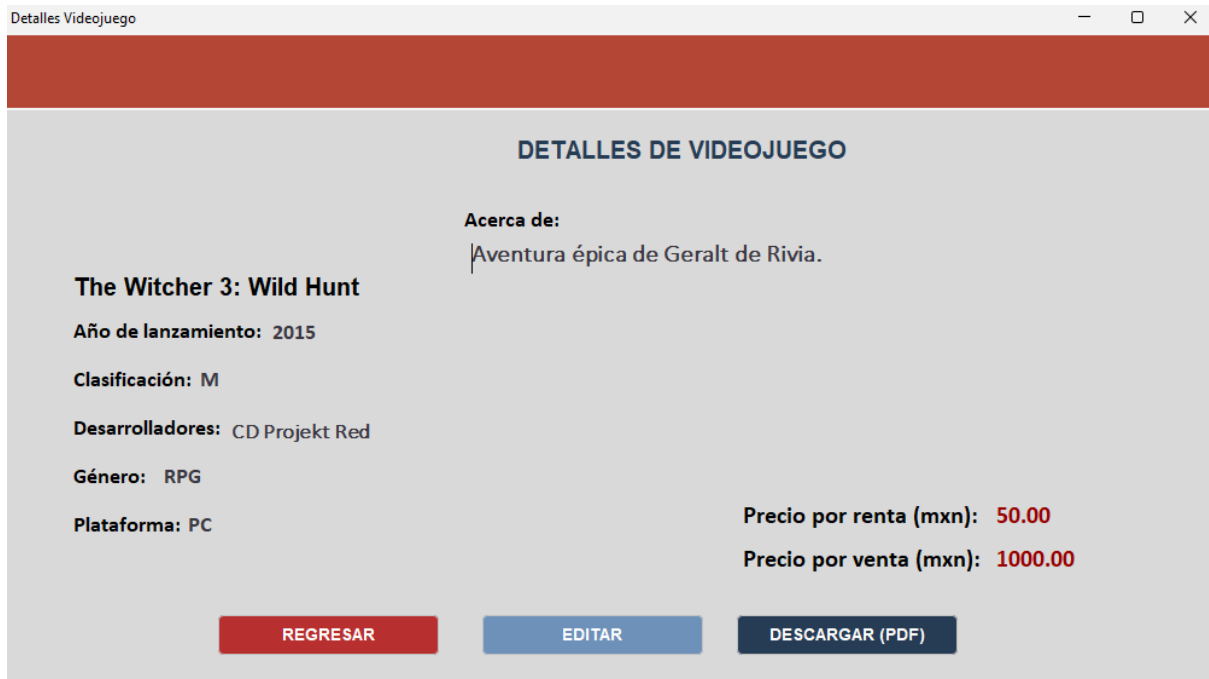 Detalles Videojuego
DETALLES DE VIDEOJUEGO
Acerca de:
Aventura épica de Geralt de Rivia.
The Witcher 3: Wild Hunt
Año de lanzamiento: 2015
Clasificación: M
Desarrolladores: CD Projekt Red
Género: RPG
Plataforma: PC
Precio por renta (mxn): 50.00
Precio por venta (mxn): 1000.00
REGRESAR
EDITAR
DESCARGAR (PDF)